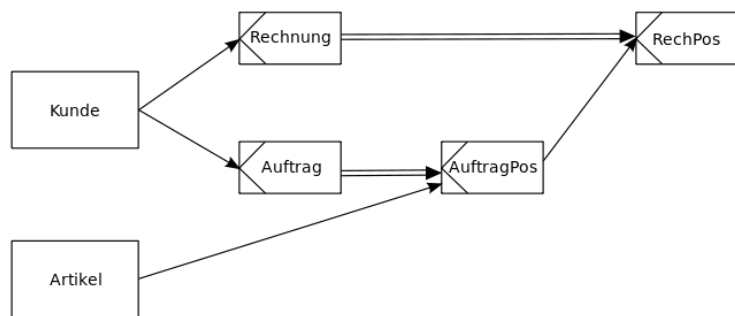 Rechnung
RechPos
Kunde
Auftrag
AuftragPos
Artikel